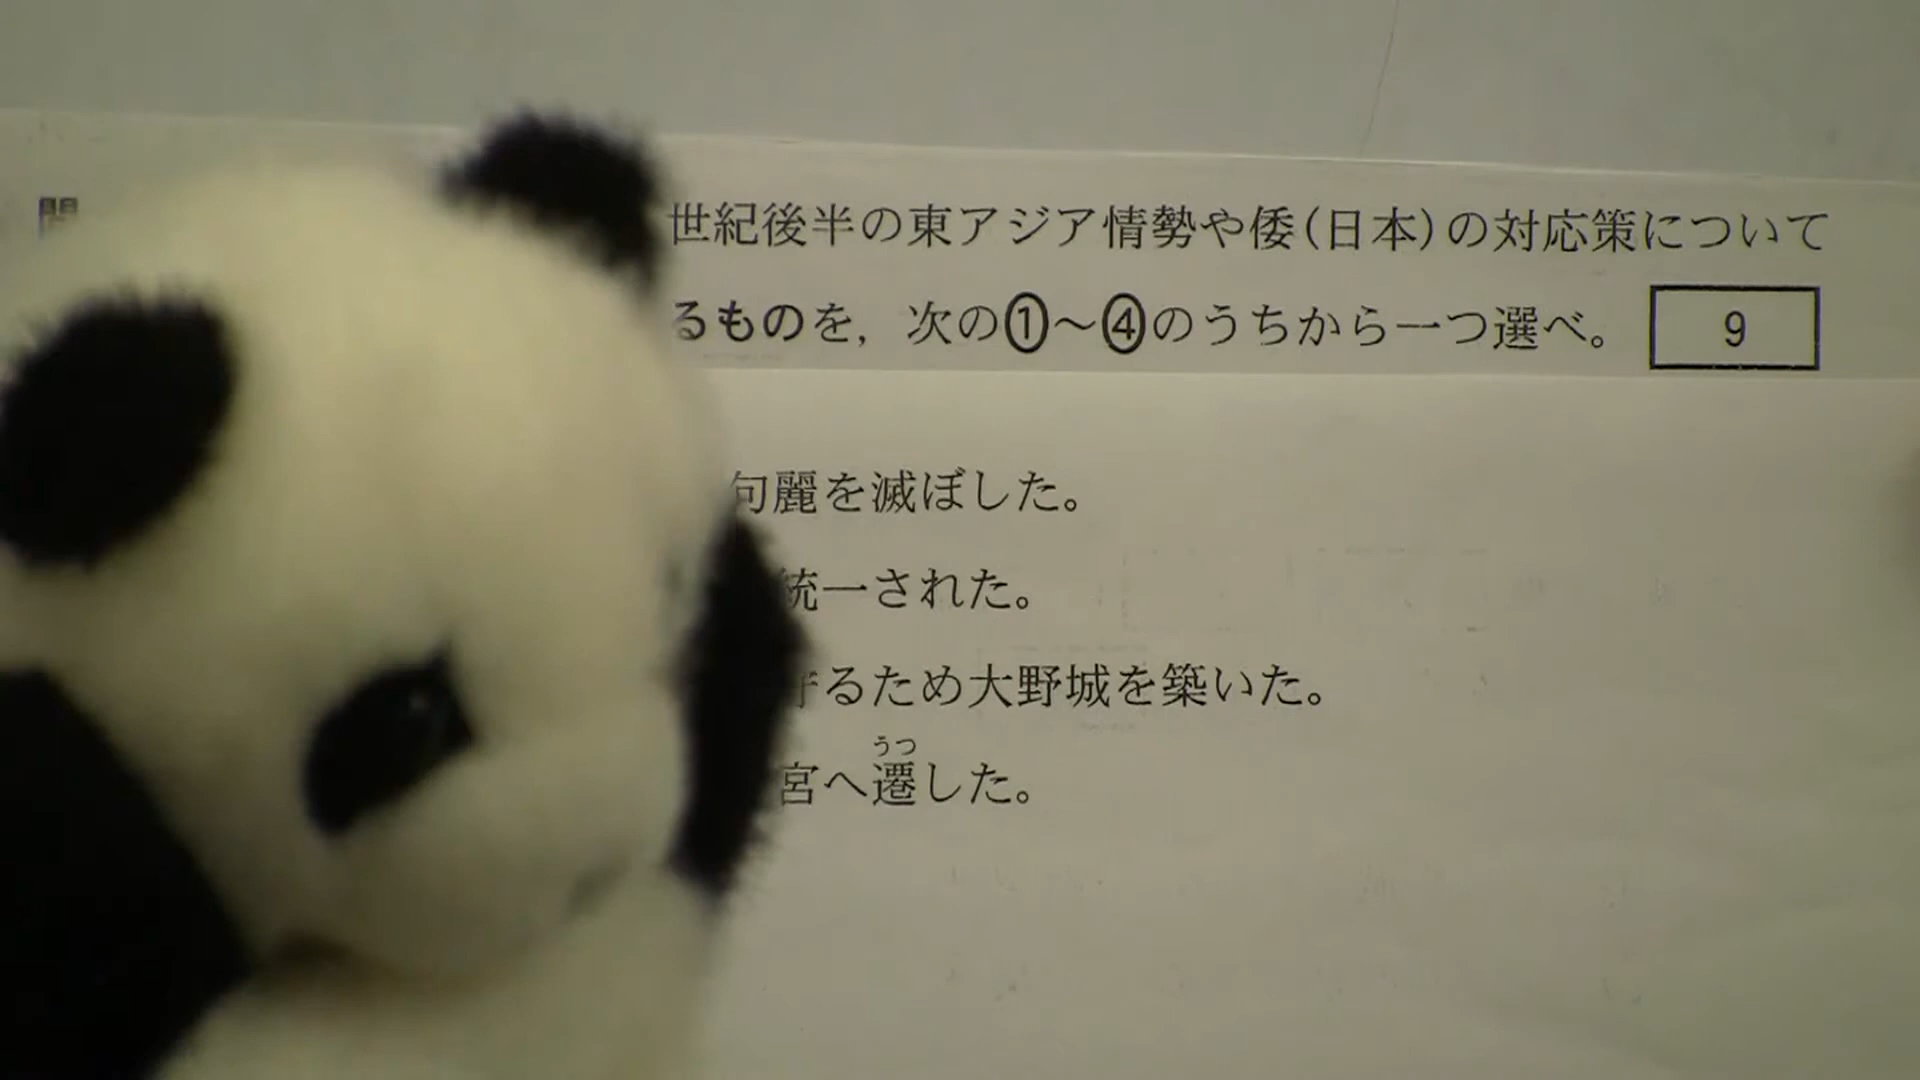 問
世紀後半の東アジア情勢や倭(日本)の対応策について
るものを，次の①～④のうちから一つ選べ。 9
句麗を滅ぼした。
統一された。
守るため大野城を築いた。
うつ
宮へ遷した。